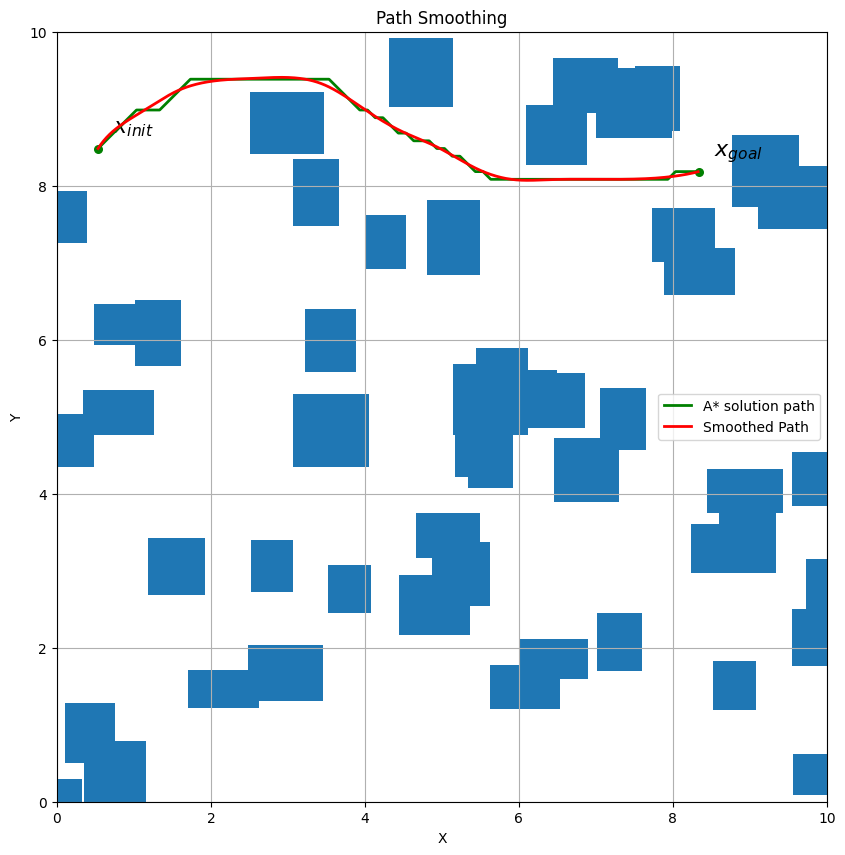 Path Smoothing
10
8
6
4
2
0
Y
x_init
x_goal
A* solution path
Smoothed Path
0 2 4 6 8 10
X